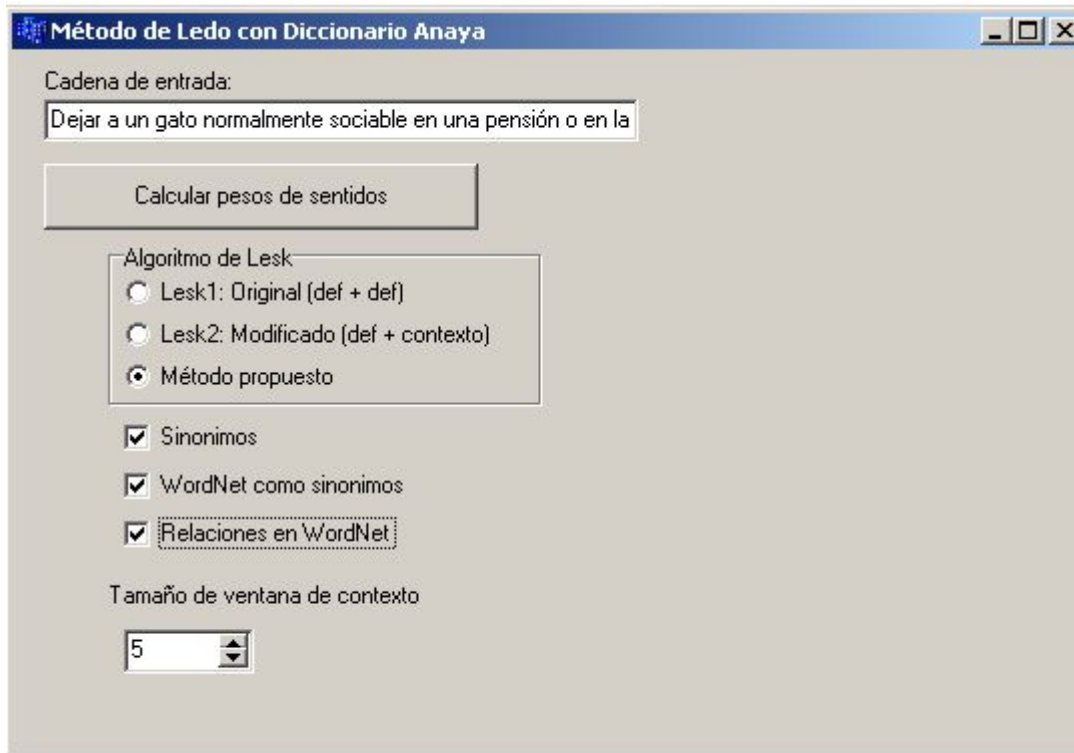 Método de Ledo con Diccionario Anaya
Cadena de entrada:
Dejar a un gato normalmente sociable en una pensión o en la
Calcular pesos de sentidos
Algoritmo de Lesk
Lesk1: Original (def + def)
Lesk2: Modificado (def + contexto)
Método propuesto
Sinonimos
WordNet como sinonimos
Relaciones en WordNet
Tamaño de ventana de contexto
5